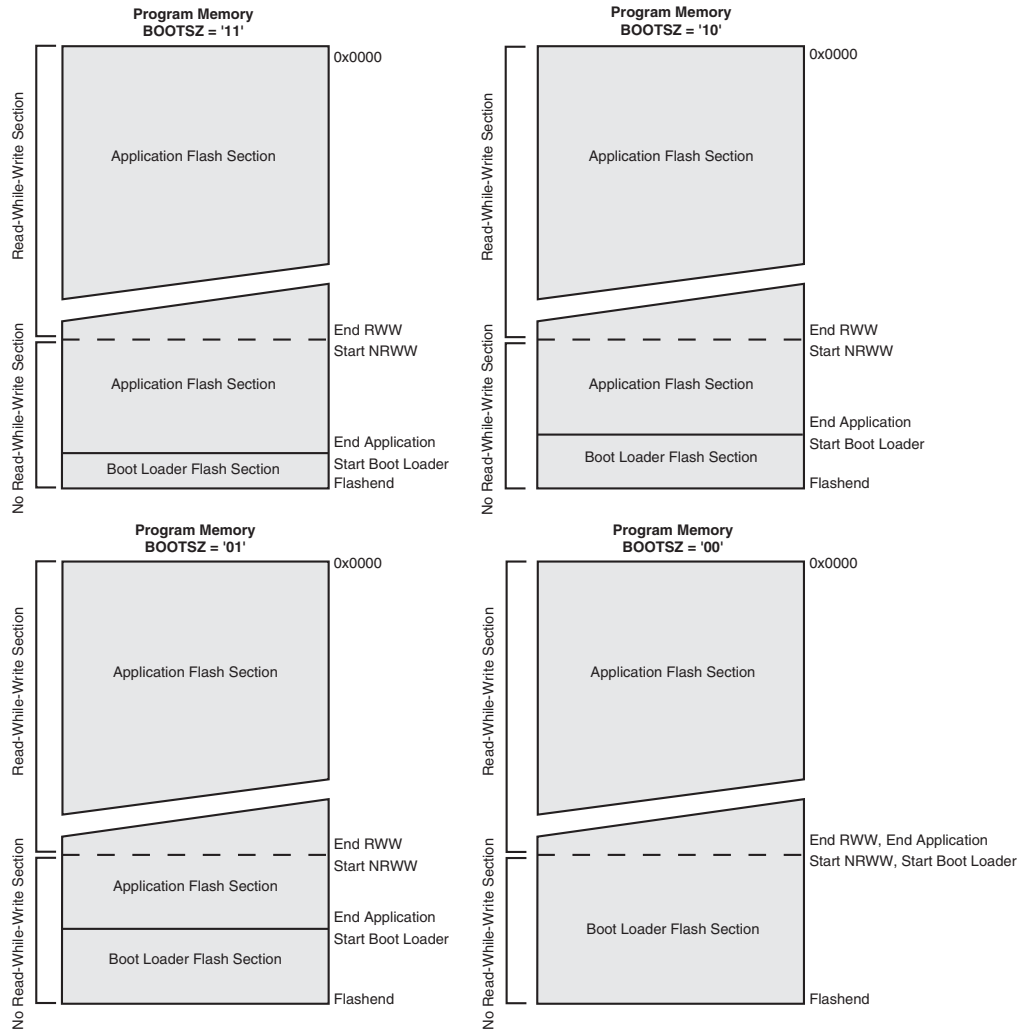 Program Memory
BOOTSZ = '11'
0x0000
Read-While-Write Section
Application Flash Section
End RWW
Start NRWW
No Read-While-Write Section
Application Flash Section
End Application
Start Boot Loader
Boot Loader Flash Section
Flashend
Program Memory
BOOTSZ = '10'
0x0000
Read-While-Write Section
Application Flash Section
End RWW
Start NRWW
No Read-While-Write Section
Application Flash Section
End Application
Start Boot Loader
Boot Loader Flash Section
Flashend
Program Memory
BOOTSZ = '01'
0x0000
Read-While-Write Section
Application Flash Section
End RWW
Start NRWW
No Read-While-Write Section
Application Flash Section
End Application
Start Boot Loader
Boot Loader Flash Section
Flashend
Program Memory
BOOTSZ = '00'
0x0000
Read-While-Write Section
Application Flash Section
End RWW, End Application
Start NRWW, Start Boot Loader
No Read-While-Write Section
Boot Loader Flash Section
Flashend